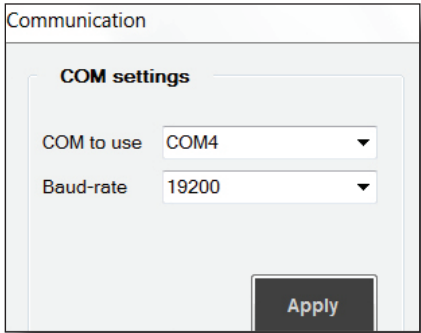 Communication
COM settings
COM to use COM4
Baud-rate 19200
Apply